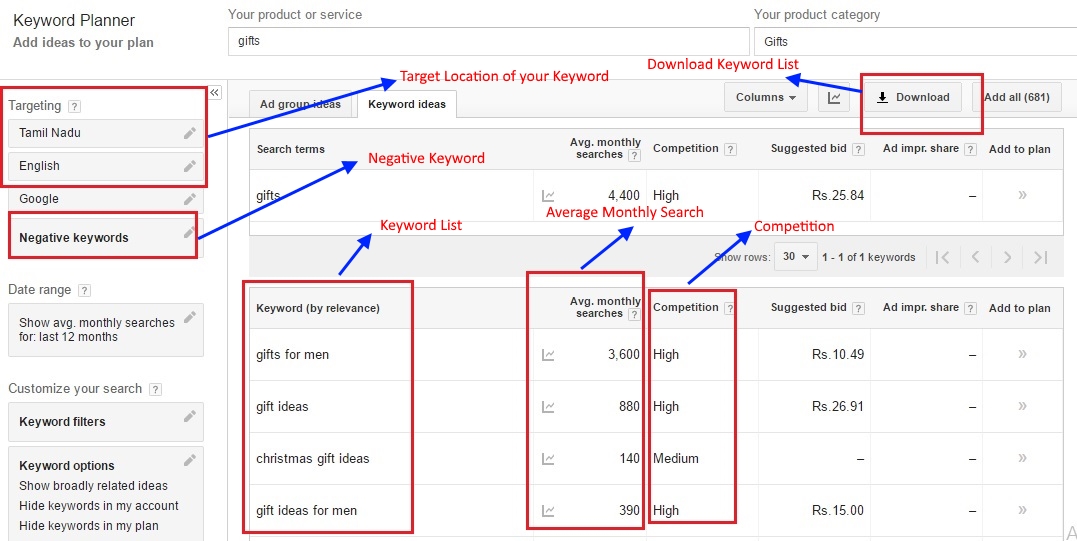 Keyword Planner
Add ideas to your plan
Your product or service
gifts
Your product category
Gifts
Target Location of your Keyword
Download Keyword List
Targeting ?
Tamil Nadu
English
Google
Negative keywords
Date range ?
Show avg. monthly searches
for: last 12 months
Customize your search ?
Keyword filters
Keyword options
Show broadly related ideas
Hide keywords in my account
Hide keywords in my plan
Ad group ideas
Keyword ideas
Columns
Download
Add all (681)
Search terms
Avg. monthly
searches ?
Competition ?
Suggested bid ?
Ad impr. share ?
Add to plan
Negative Keyword
gifts 4,400 High Rs.25.84 – »
Keyword List
Average Monthly Search
Competition
Show rows: 30 1 - 1 of 1 keywords
Keyword (by relevance)
Avg. monthly
searches ?
Competition ?
Suggested bid ?
Ad impr. share ?
Add to plan
gifts for men 3,600 High Rs.10.49 – »
gift ideas 880 High Rs.26.91 – »
christmas gift ideas 140 Medium – – »
gift ideas for men 390 High Rs.15.00 – »
A